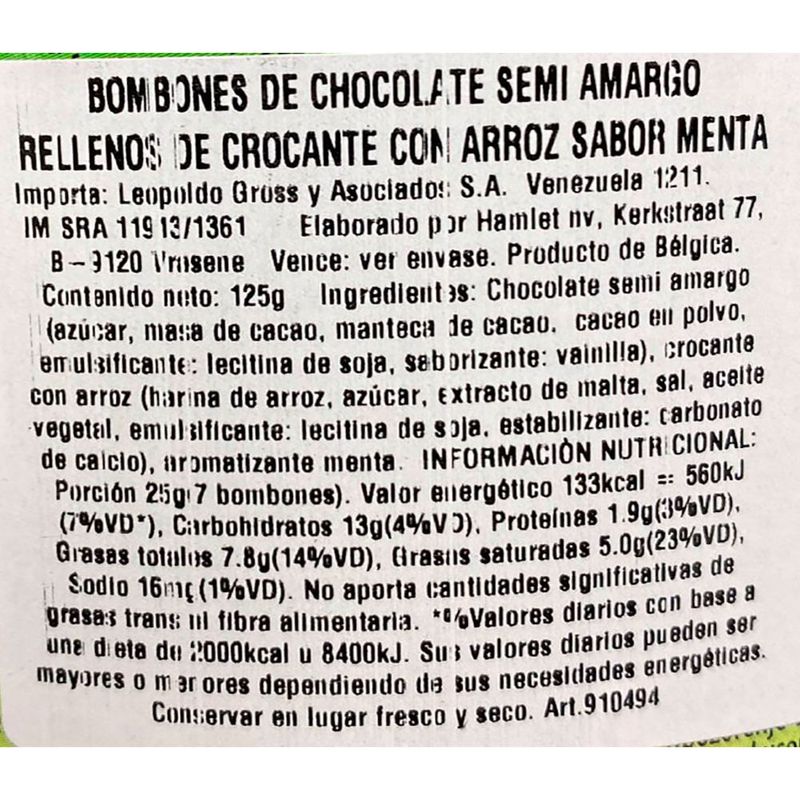 BOMBONES DE CHOCOLATE SEMI AMARGO
RELLENOS DE CROCANTE CON ARROZ SABOR MENTA
Importa: Leopoldo Gross y Asociados S.A. Venezuela 1211.
IM SRA 11913/1361 Elaborado por Hamlet nv, Kerkstraat 77,
B-9120 Vrasene Vence: ver envase. Producto de Bélgica.
Contenido neto: 125g Ingredientes: Chocolate semi amargo
(azúcar, masa de cacao, manteca de cacao, cacao en polvo,
emulsificante: lecitina de soja, saborizante: vainilla), crocante
con arroz (harina de arroz, azúcar, extracto de malta, sal, aceite
vegetal, emulsificante: lecitina de soja, estabilizante: carbonato
de calcio), aromatizante menta. INFORMACIÓN NUTRICIONAL:
Porción 25g(7 bombones). Valor energético 133kcal = 560kJ
(7%VD*), Carbohidratos 13g(4%VD), Proteínas 1.9g(3%VD),
Grasas totales 7.8g(14%VD), Grasas saturadas 5.0g(23%VD),
Sodio 16mg(1%VD). No aporta cantidades significativas de
grasas trans ni fibra alimentaria. *%Valores diarios con base a
una dieta de 2000kcal u 8400kJ. Sus valores diarios pueden ser
mayores o menores dependiendo de sus necesidades energéticas.
Conservar en lugar fresco y seco. Art.910494